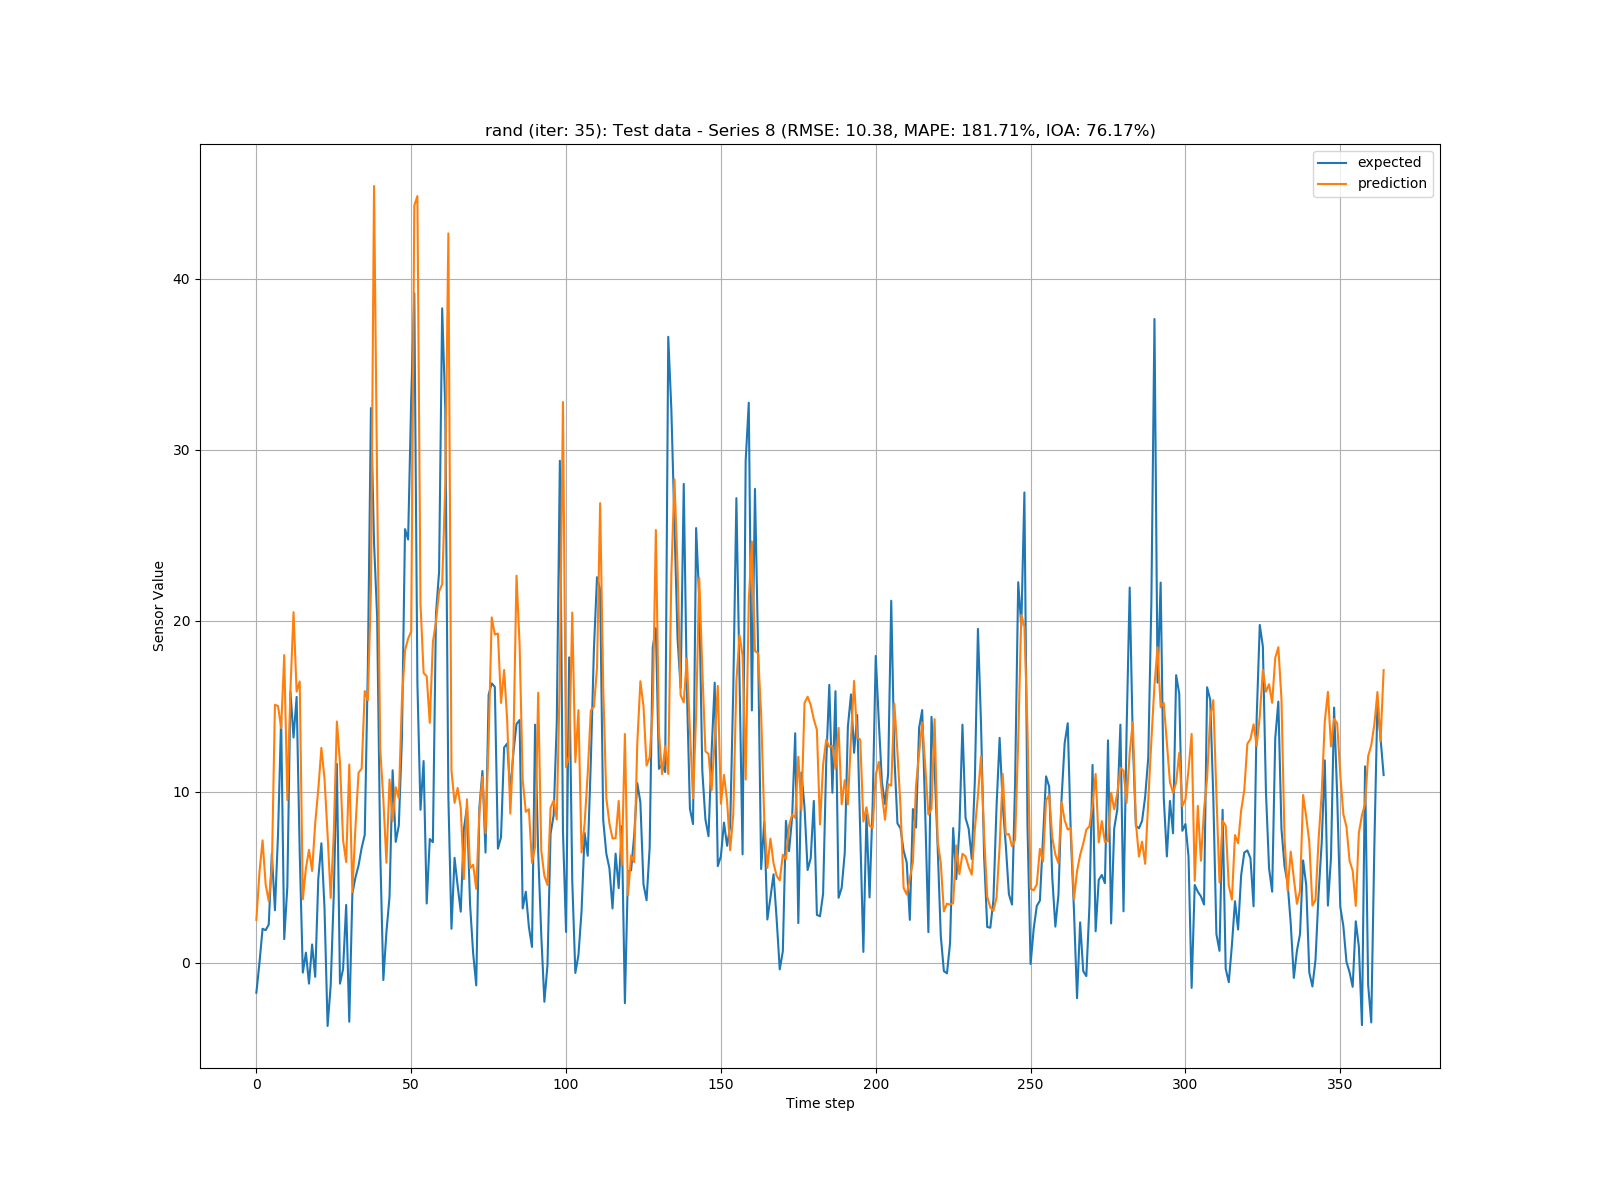 rand (iter: 35): Test data - Series 8 (RMSE: 10.38, MAPE: 181.71%, IOA: 76.17%)
expected
prediction
40
30
20
10
0
Sensor Value
0 50 100 150 200 250 300 350
Time step